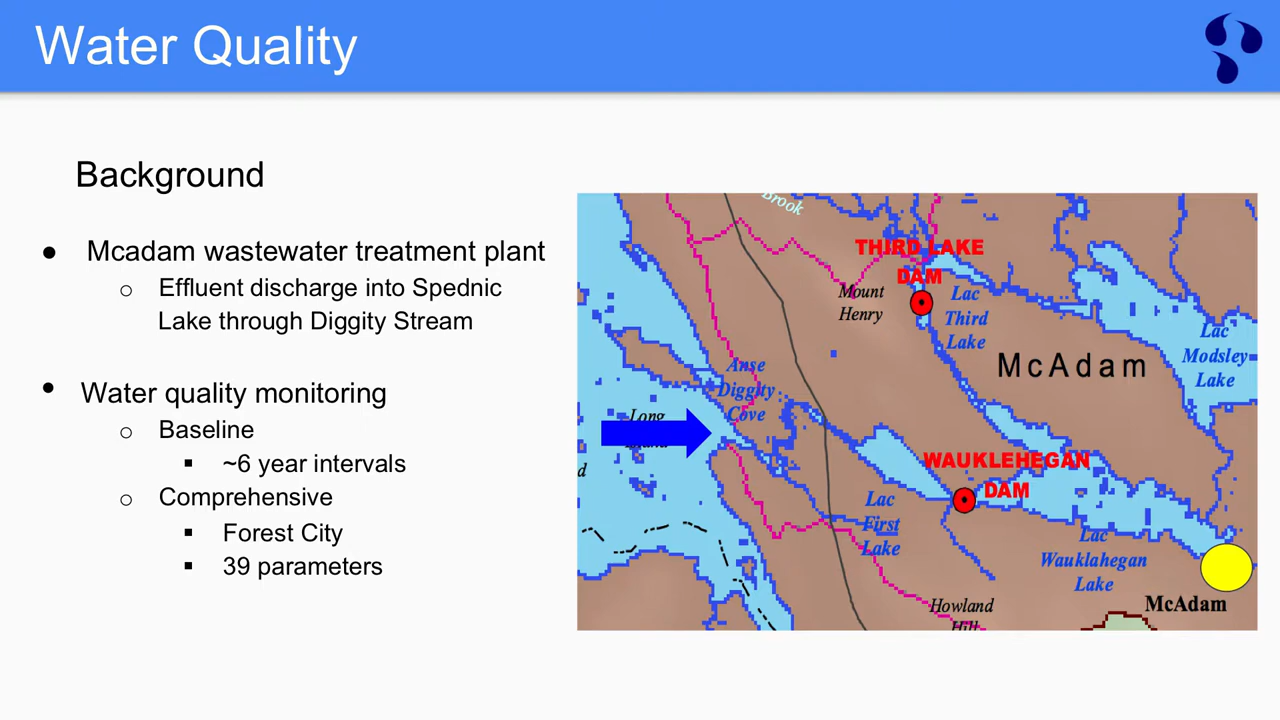 Water Quality
Background
● Mcadam wastewater treatment plant
o Effluent discharge into Spednic
Lake through Diggity Stream
• Water quality monitoring
o Baseline
▪ ~6 year intervals
o Comprehensive
▪ Forest City
▪ 39 parameters
Brook
THIRD LAKE
DAM
Mount
Henry
Lac
Third
Lake
McAdam
Lac
Modsley
Lake
Anse
Diggity
Cove
Long
d
WAUKLEHEGAN
DAM
Lac
First
Lake
Lac
Wauklahegan
Lake
McAdam
Howland
Hill